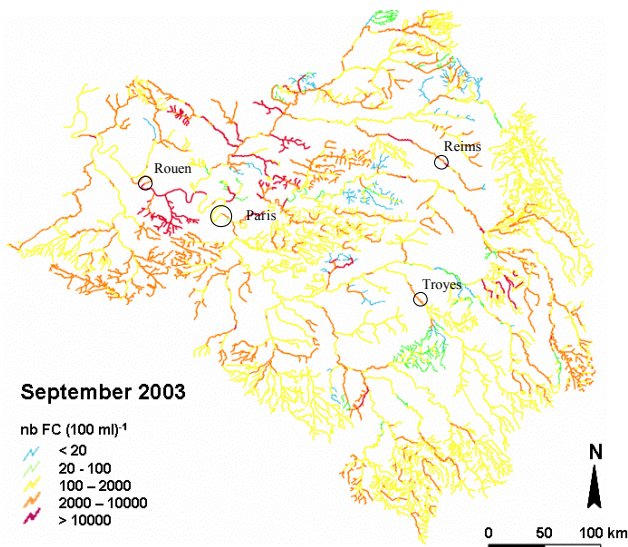 Reims
Rouen
Paris
Troyes
September 2003
nb FC (100 ml)-1
< 20
20 - 100
100 – 2000
2000 – 10000
> 10000
N
0 50 100 km